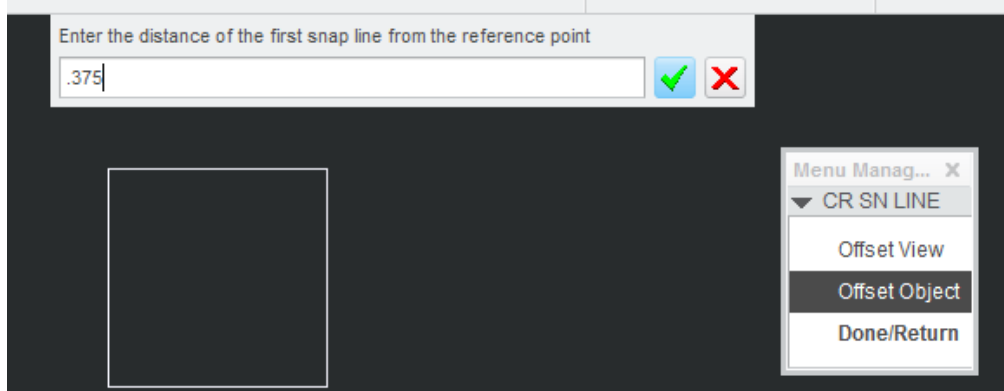 Enter the distance of the first snap line from the reference point
.375
Menu Manag... X
CR SN LINE
Offset View
Offset Object
Done/Return